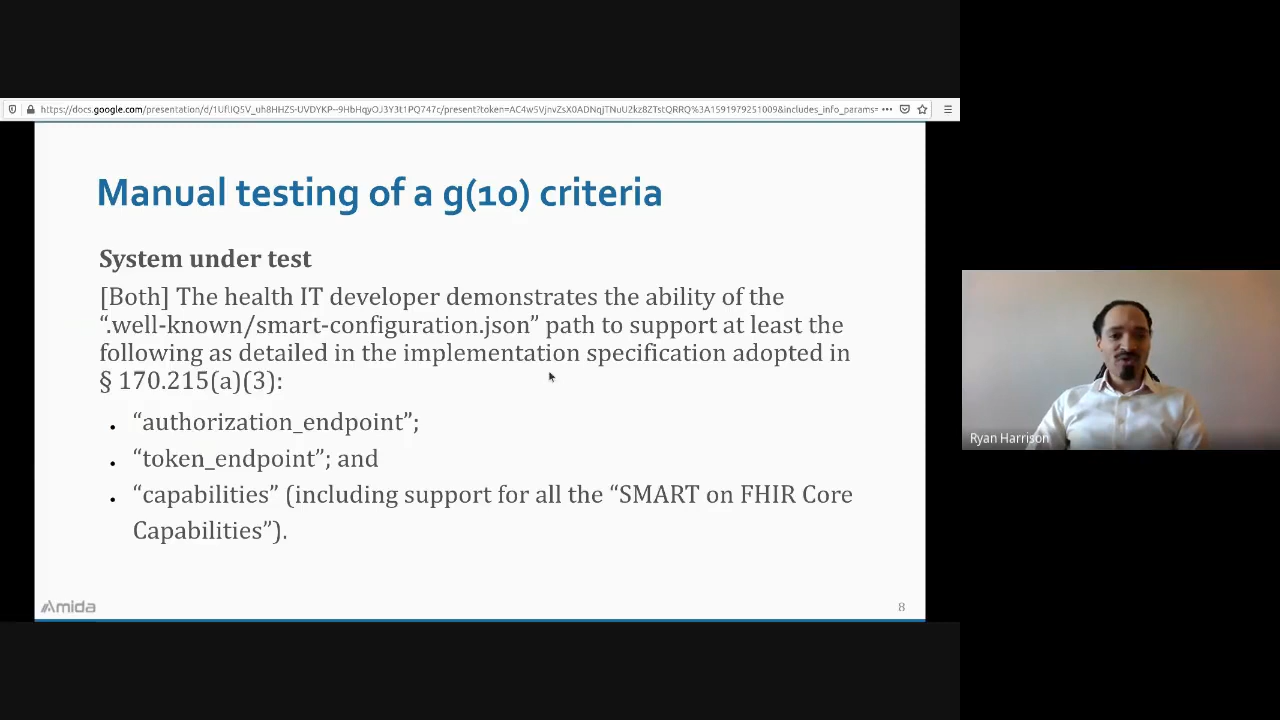 Manual testing of a g(10) criteria
System under test
[Both] The health IT developer demonstrates the ability of the
“.well-known/smart-configuration.json” path to support at least the
following as detailed in the implementation specification adopted in
§ 170.215(a)(3):
“authorization_endpoint”;
“token_endpoint”; and
“capabilities” (including support for all the “SMART on FHIR Core
Capabilities”).
Amida
8
Ryan Harrison